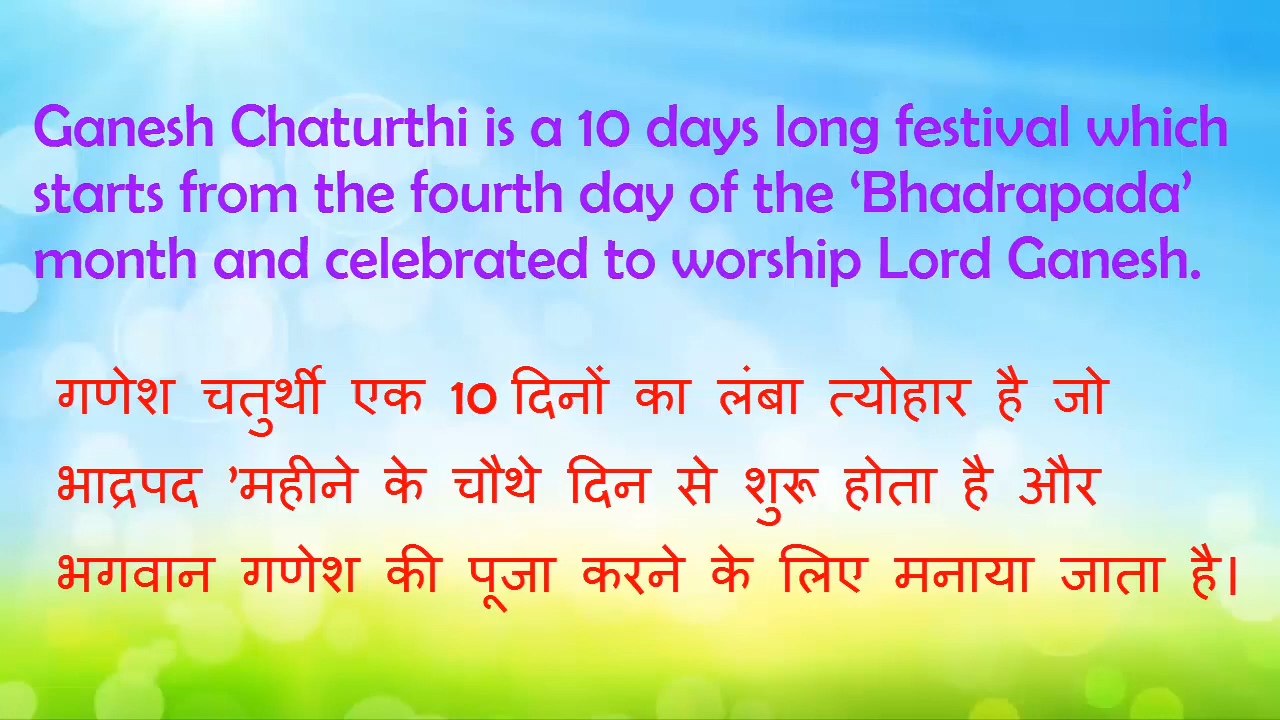 Ganesh Chaturthi is a 10 days long festival which
starts from the fourth day of the ‘Bhadrapada’
month and celebrated to worship Lord Ganesh.
गणेश चतुर्थी एक 10 दिनों का लंबा त्योहार है जो
भाद्रपद ’महीने के चौथे दिन से शुरू होता है और
भगवान गणेश की पूजा करने के लिए मनाया जाता है।